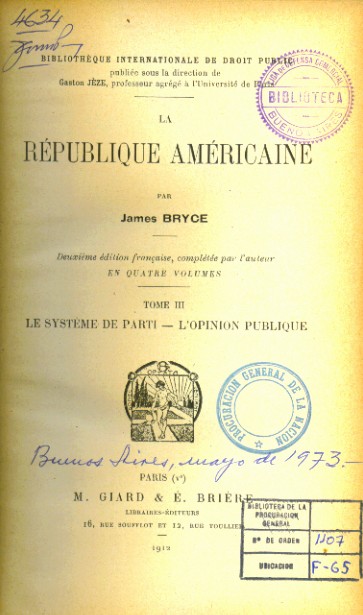 4634
BIBLIOTHÈQUE INTERNATIONALE DE DROIT PUBLIC
publiée sous la direction de
Gaston JÈZE, professeur agrégé à l'Université de
BIBLIOTECA
BUENOS AIRES
LA
RÉPUBLIQUE AMÉRICAINE
PAR
James BRYCE
Deuxième édition française, complétée par l'auteur
EN QUATRE VOLUMES
TOME III
LE SYSTÈME DE PARTI — L'OPINION PUBLIQUE
PROCURACION GENERAL DE LA NACION
Buenos Aires, mayo de 1973.-
PARIS (Vᵉ)
M. GIARD & É. BRIÈRE
LIBRAIRES-ÉDITEURS
16, RUE SOUFFLOT ET 12, RUE TOULLIER
1912
BIBLIOTECA DE LA
PROCURACION
GENERAL
Nº DE ORDEN 1107
UBICACION F-65